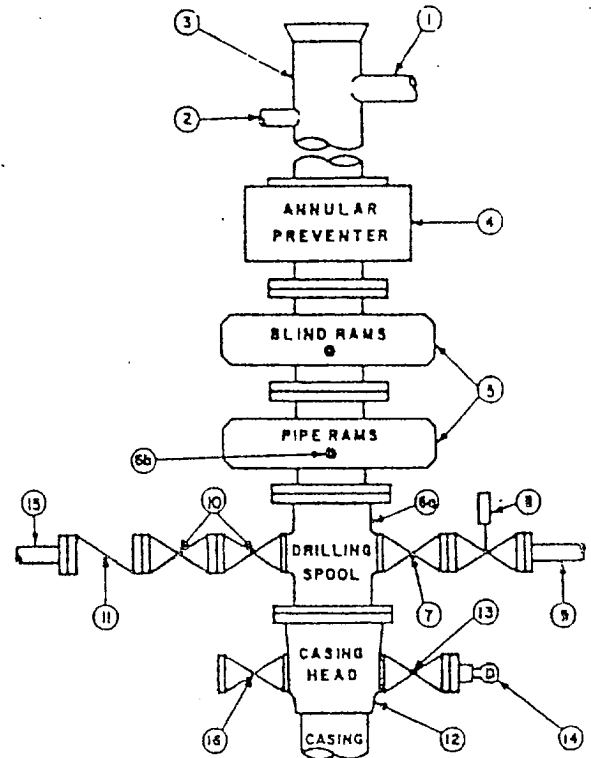 1
3
2
ANNULAR
PREVENTER
4
BLIND RAMS
5
PIPE RAMS
6b
6a
8
10
15
DRILLING
SPOOL
11
7
9
13
CASING
HEAD
16
12
14
CASING